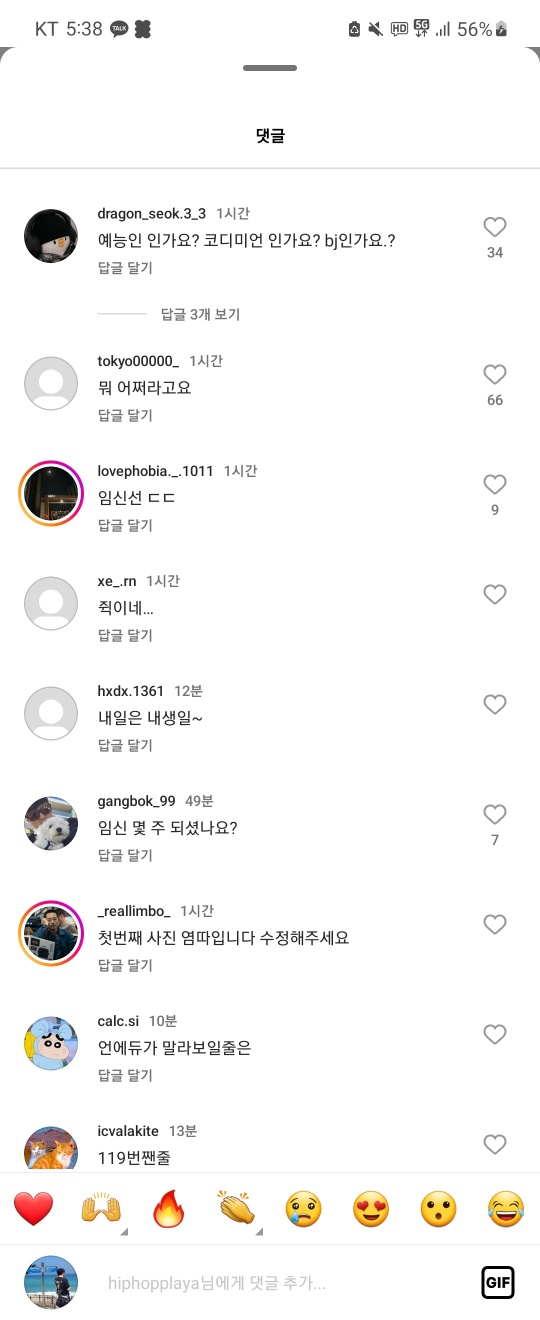 KT 5:38 TALK HD 5G 56%
댓글
dragon_seok.3_3 1시간
예능인 인가요? 코디미언 인가요? bj인가요.?
34
답글 달기
답글 3개 보기
tokyo00000_ 1시간
뭐 어쩌라고요
66
답글 달기
lovephobia._.1011 1시간
임신선 ㄷㄷ
9
답글 달기
xe_.rn 1시간
쥑이네...
답글 달기
hxdx.1361 12분
내일은 내생일~
답글 달기
gangbok_99 49분
임신 몇 주 되셨나요?
7
답글 달기
_reallimbo_ 1시간
첫번째 사진 염따입니다 수정해주세요
답글 달기
calc.si 10분
언에듀가 말라보일줄은
답글 달기
icvalakite 13분
119번짼줄
hiphopplaya님에게 댓글 추가...
GIF